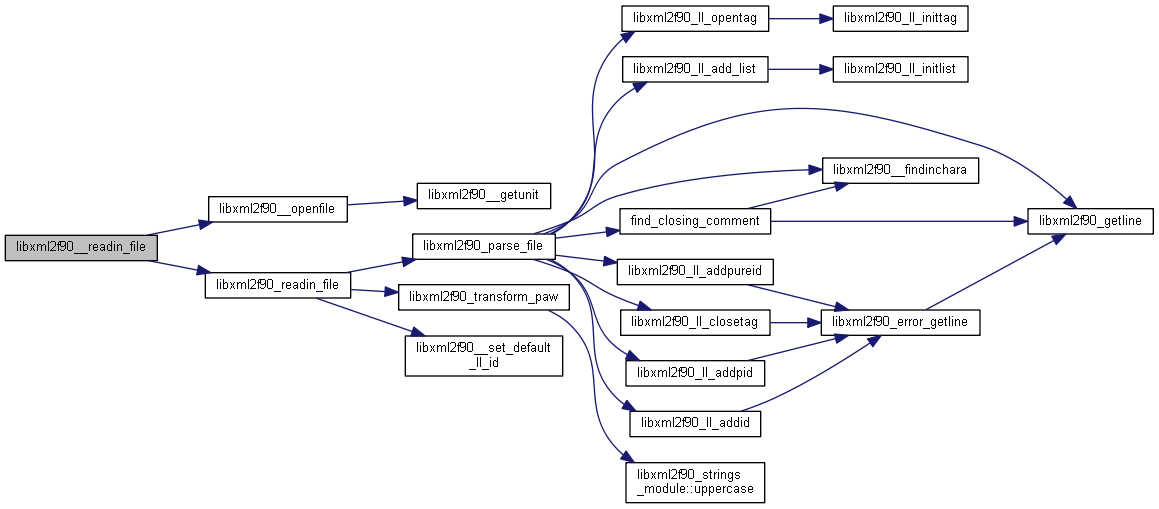 libxml2f90_ll_opentag
libxml2f90_ll_inittag
libxml2f90_ll_add_list
libxml2f90_ll_initlist
libxml2f90__findinchara
libxml2f90__getunit
libxml2f90__openfile
find_closing_comment
libxml2f90_getline
libxml2f90__readin_file
libxml2f90_parse_file
libxml2f90_ll_addpureid
libxml2f90_readin_file
libxml2f90_transform_paw
libxml2f90_ll_closetag
libxml2f90_error_getline
libxml2f90__set_default
_ll_id
libxml2f90_ll_addpid
libxml2f90_ll_addid
libxml2f90_strings
_module::uppercase